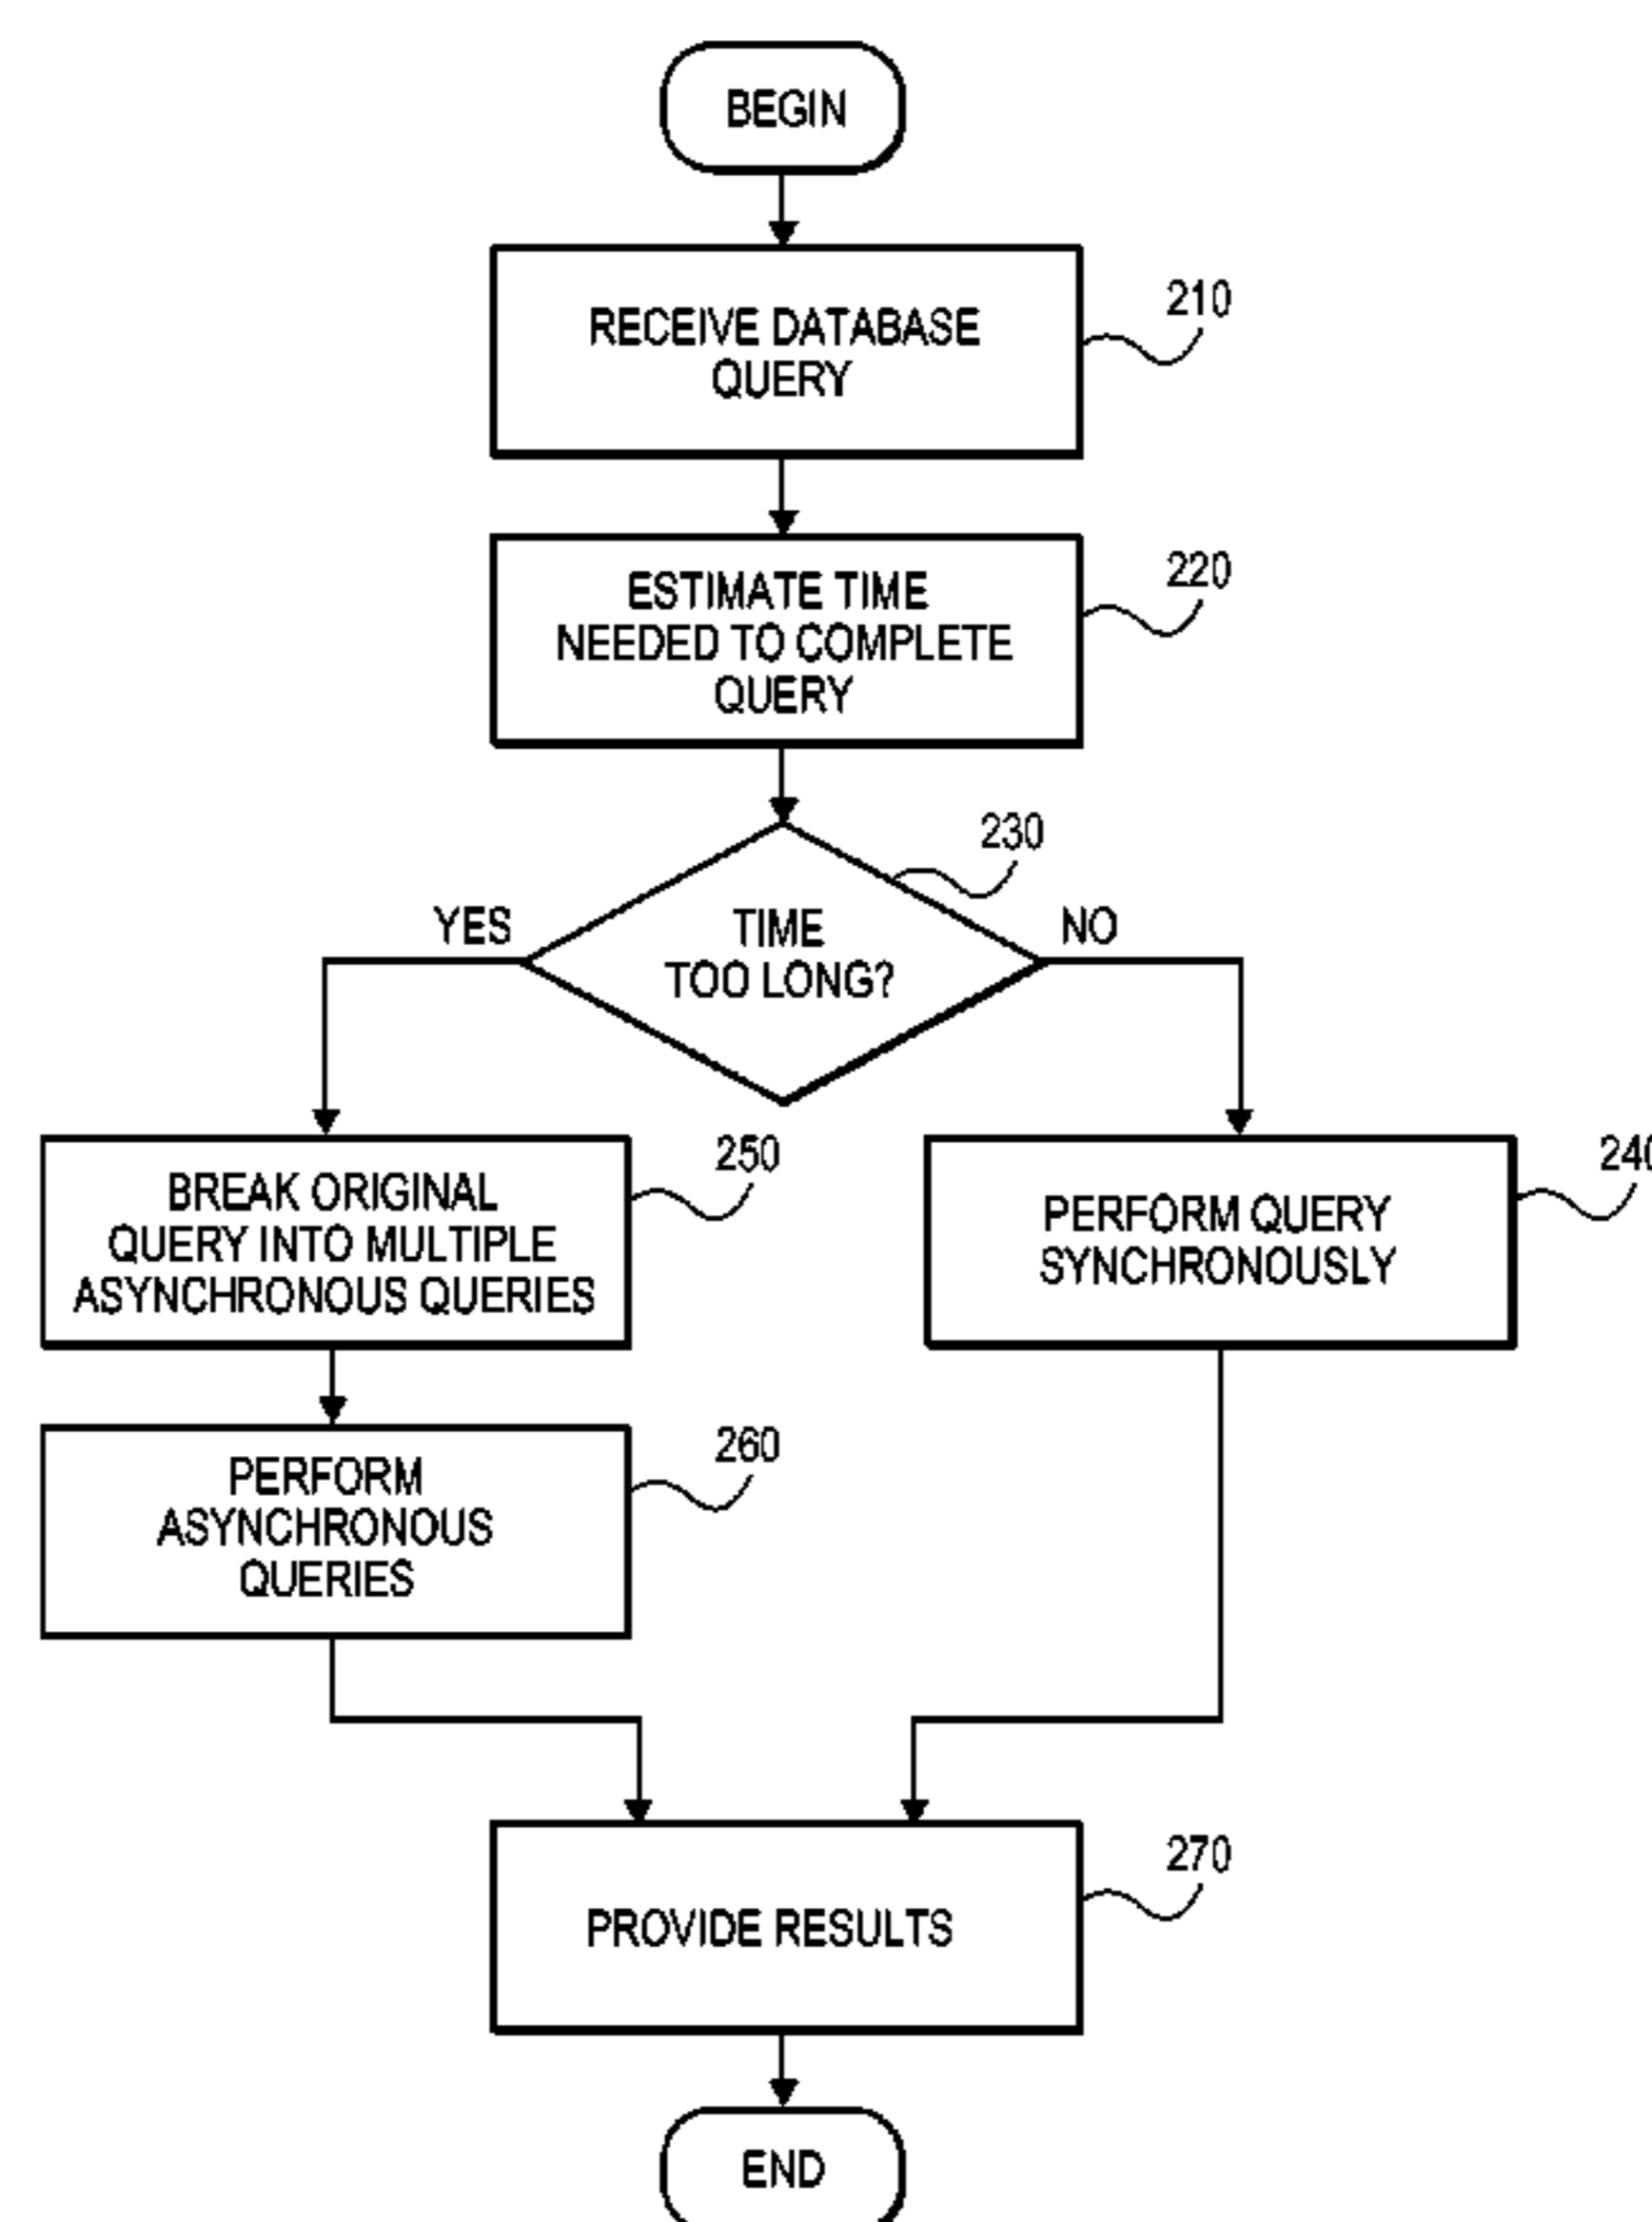 BEGIN
RECEIVE DATABASE
QUERY
210
ESTIMATE TIME
NEEDED TO COMPLETE
QUERY
220
230
YES
TIME
TOO LONG?
NO
BREAK ORIGINAL
QUERY INTO MULTIPLE
ASYNCHRONOUS QUERIES
250
PERFORM QUERY
SYNCHRONOUSLY
240
PERFORM
ASYNCHRONOUS
QUERIES
260
PROVIDE RESULTS
270
END